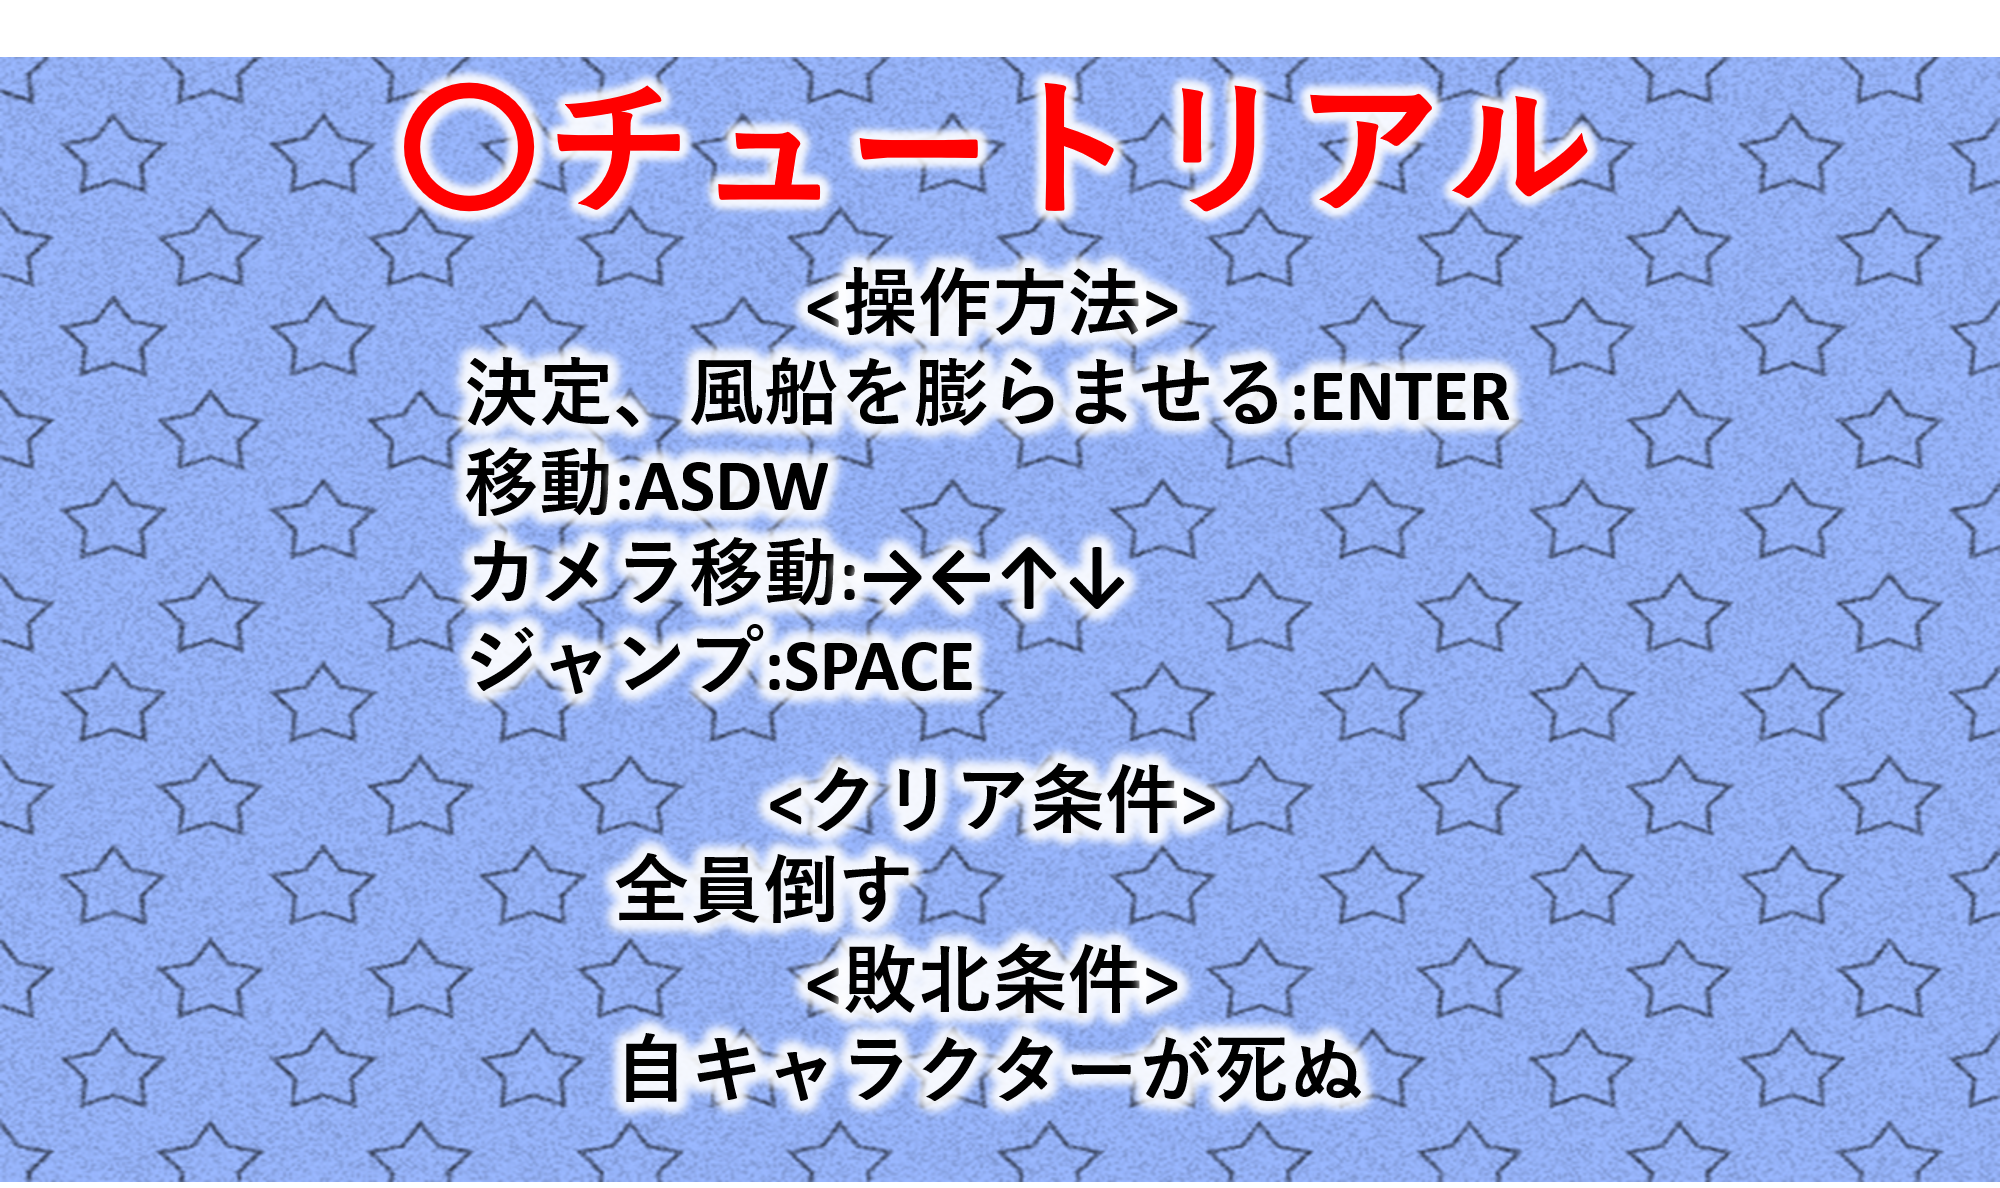 〇チュートリアル
<操作方法>
決定、風船を膨らませる:ENTER
移動:ASDW
カメラ移動:→←↑↓
ジャンプ:SPACE
<クリア条件>
全員倒す
<敗北条件>
自キャラクターが死ぬ